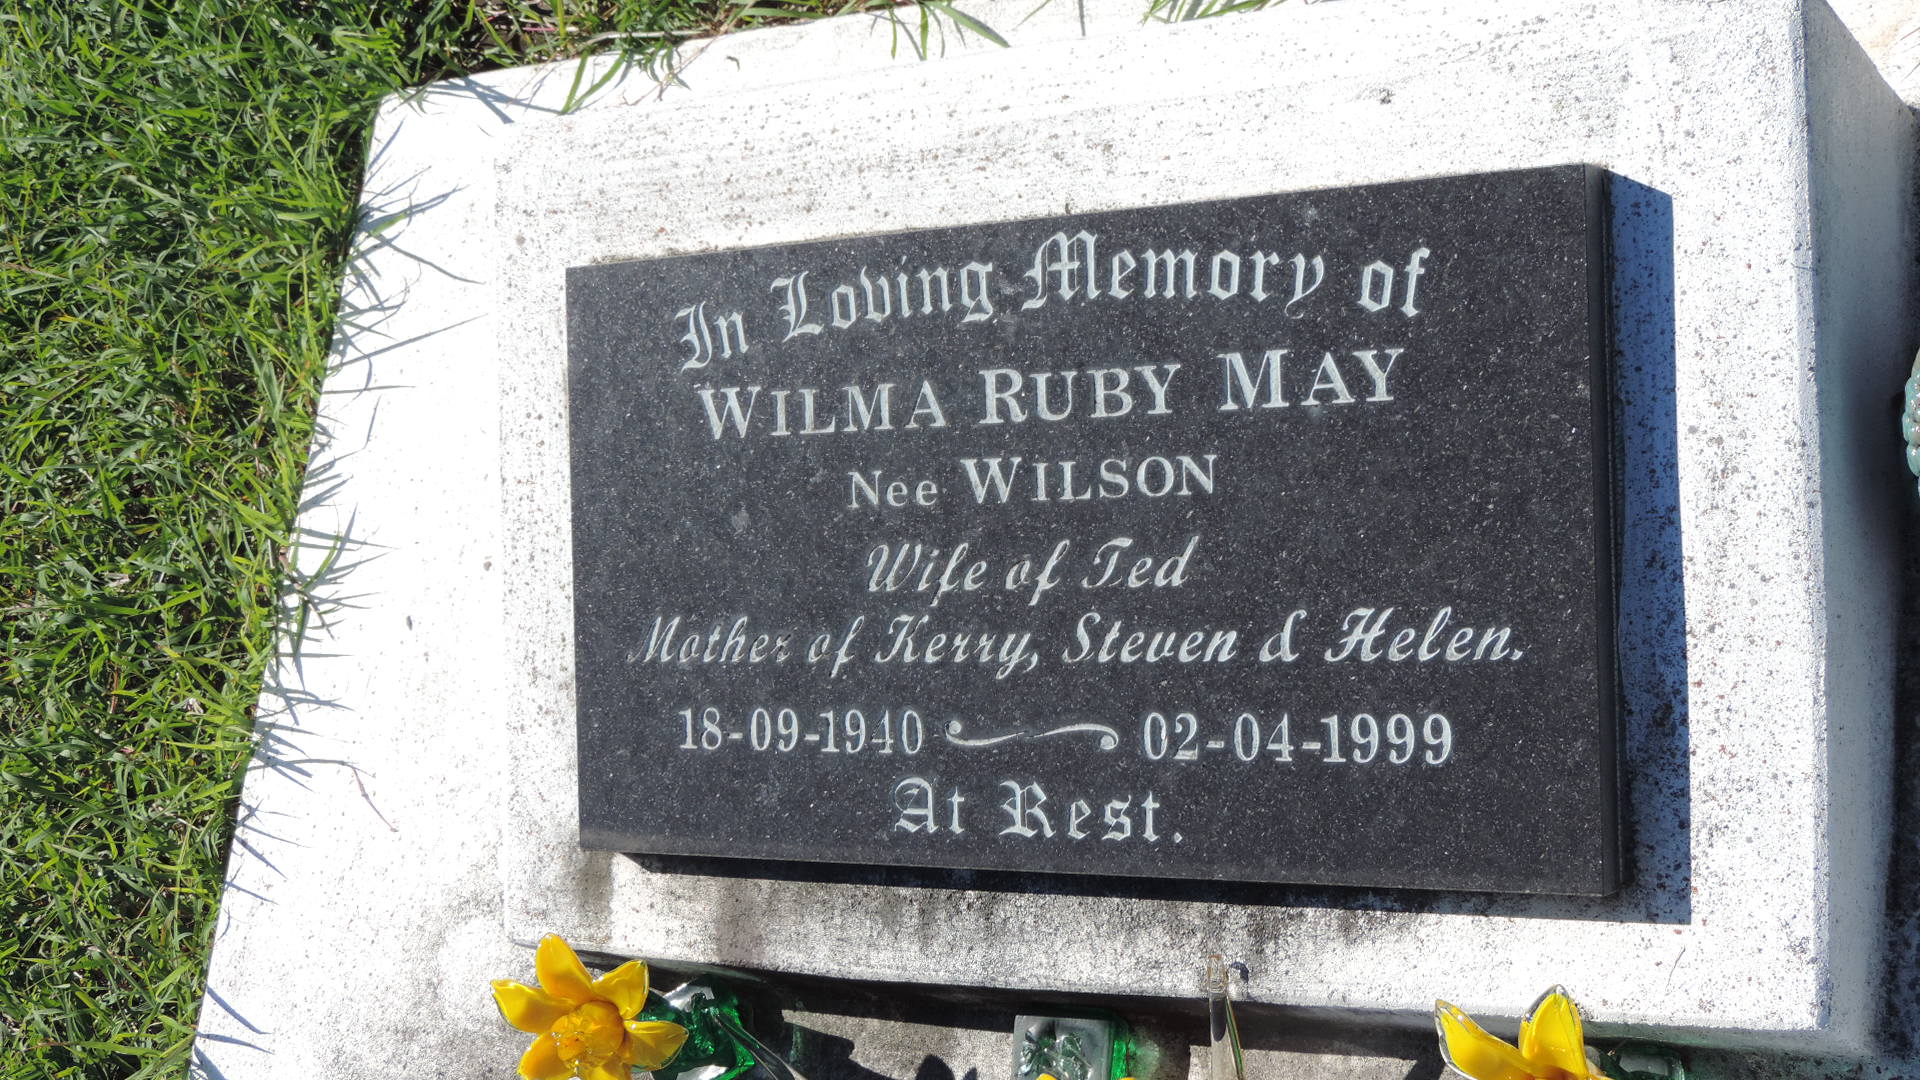 In Loving Memory of
WILMA RUBY MAY
Nee WILSON
Wife of Ted
Mother of Kerry, Steven & Helen.
18-09-1940 02-04-1999
At Rest.